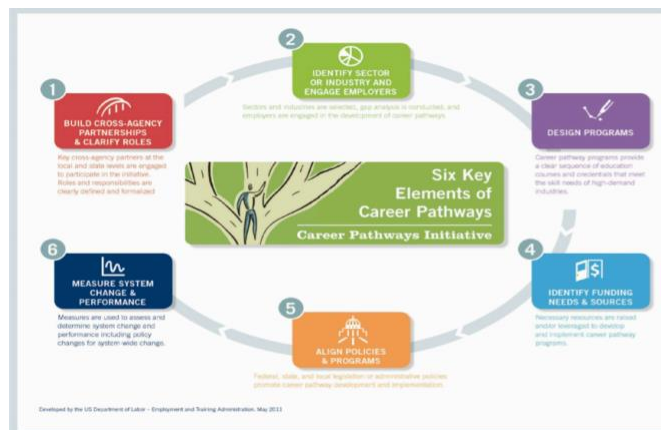 1
BUILD CROSS-AGENCY
PARTNERSHIPS
& CLARIFY ROLES
Key cross-agency partners at the
local and state levels are engaged
to participate in the initiative.
Roles and responsibilities are
clearly defined and formalized
2
IDENTIFY SECTOR
OR INDUSTRY AND
ENGAGE EMPLOYERS
Sectors and industries are selected, gap analysis is conducted, and
employers are engaged in the development of career pathways.
3
DESIGN PROGRAMS
Career pathway programs provide
a clear sequence of education
courses and credentials that meet
the skill needs of high-demand
industries.
Six Key
Elements of
Career Pathways
Career Pathways Initiative
4
$
IDENTIFY FUNDING
NEEDS & SOURCES
Necessary resources are raised
and/or leveraged to develop
and implement career pathway
programs.
5
ALIGN POLICIES
& PROGRAMS
Federal, state, and local legislation or administrative policies
promote career pathway development and implementation.
6
MEASURE SYSTEM
CHANGE &
PERFORMANCE
Measures are used to assess and
determine system change and
performance including policy
changes for system-wide change.
Developed by the US Department of Labor – Employment and Training Administration, May 2011